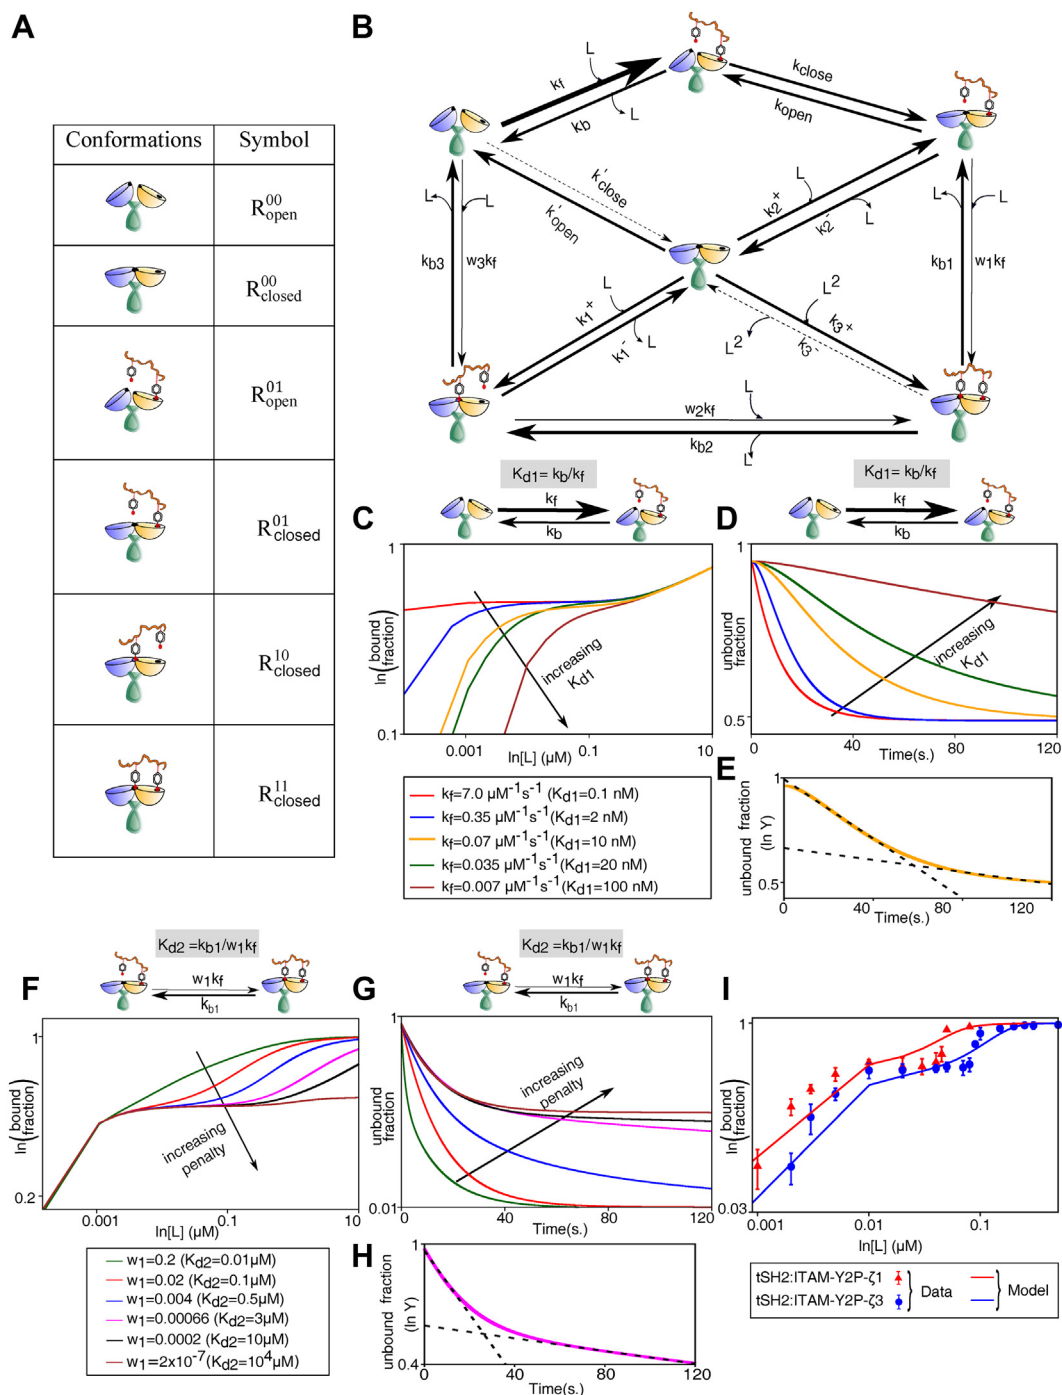 A
Conformations Symbol
R00open
R00closed
R01open
R01closed
R10closed
R11closed
B
L
kf
L
kb
kclose
kopen
k'close
k'open
L
k2+
k2-
L
L
L
kb3
w3kf
L
L
kb1
w1kf
L
k1+
k1-
L
L2
k3+
k3-
L2
L
w2kf
kb2
L
Kd1= kb/kf
kf
kb
Kd1= kb/kf
kf
kb
C
1
ln(bound fraction)
0.1
increasing
Kd1
0.001
0.1
10
ln[L] (µM)
D
1
unbound
fraction
0.5
increasing
Kd1
0
40
80
120
Time(s.)
kf=7.0 µM-1s-1 (Kd1=0.1 nM)
kf=0.35 µM-1s-1(Kd1=2 nM)
kf=0.07 µM-1s-1(Kd1=10 nM)
kf=0.035 µM-1s-1(Kd1=20 nM)
kf=0.007 µM-1s-1(Kd1=100 nM)
E
1
unbound fraction
(ln Y)
0.5
0
40
80
120
Time(s.)
Kd2 =kb1/w1kf
w1kf
kb1
Kd2 =kb1/w1kf
w1kf
kb1
F
1
ln(bound fraction)
0.2
increasing
penalty
0.001
0.1
10
ln[L] (µM)
w1=0.2 (Kd2=0.01µM)
w1=0.02 (Kd2=0.1µM)
w1=0.004 (Kd2=0.5µM)
w1=0.00066 (Kd2=3µM)
w1=0.0002 (Kd2=10µM)
w1=2x10-7(Kd2=104µM)
G
1
unbound
fraction
0.01
increasing
penalty
0
40
80
120
Time(s.)
H
1
unbound fraction
(ln Y)
0.4
0
40
80
120
Time(s.)
I
1
ln(bound fraction)
0.03
0.001
0.01
0.1
ln[L] (µM)
tSH2:ITAM-Y2P-ζ1
tSH2:ITAM-Y2P-ζ3
Data
Model